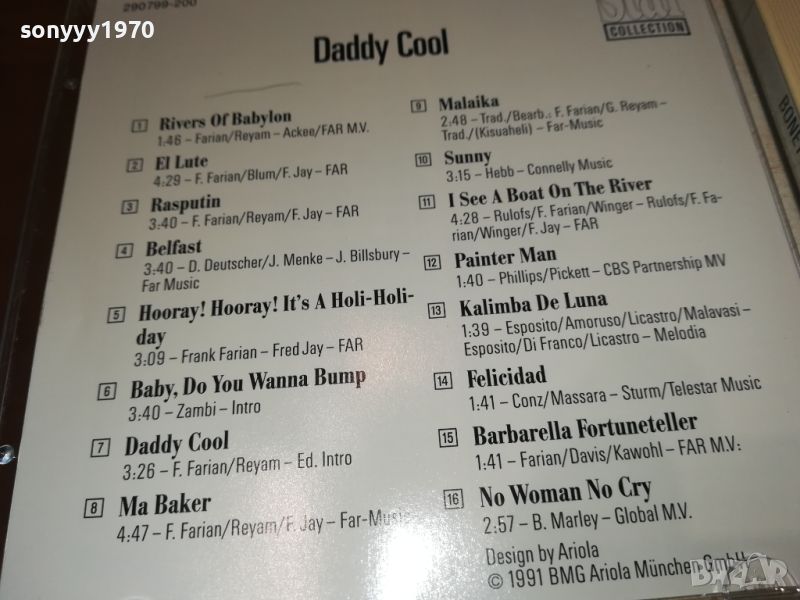 sonyyy1970
290799-200
Star
COLLECTION
Daddy Cool
1 Rivers Of Babylon
1:46 – Farian/Reyam – Ackee/FAR M.V.
2 El Lute
4:29 – F. Farian/Blum/F. Jay – FAR
3 Rasputin
3:40 – F. Farian/Reyam/F. Jay – FAR
4 Belfast
3:40 – D. Deutscher/J. Menke – J. Billsbury –
Far Music
5 Hooray! Hooray! It's A Holi-Holi-
day
3:09 – Frank Farian – Fred Jay – FAR
6 Baby, Do You Wanna Bump
3:40 – Zambi – Intro
7 Daddy Cool
3:26 – F. Farian/Reyam – Ed. Intro
8 Ma Baker
4:47 – F. Farian/Reyam/F. Jay – Far-Music
9 Malaika
2:48 – Trad./Bearb.: F. Farian/G. Reyam –
Trad./(Kisuaheli) – Far-Music
10 Sunny
3:15 – Hebb – Connelly Music
11 I See A Boat On The River
4:28 – Rulofs/F. Farian/Winger – Rulofs/F. Fa-
rian/Winger/F. Jay – FAR
12 Painter Man
1:40 – Phillips/Pickett – CBS Partnership MV
13 Kalimba De Luna
1:39 – Esposito/Amoruso/Licastro/Malavasi –
Esposito/Di Franco/Licastro – Melodia
14 Felicidad
1:41 – Conz/Massara – Sturm/Telestar Music
15 Barbarella Fortuneteller
1:41 – Farian/Davis/Kawohl – FAR M.V:
16 No Woman No Cry
2:57 – B. Marley – Global M.V.
Design by Ariola
© 1991 BMG Ariola München GmbH
BONEY
BAZAR